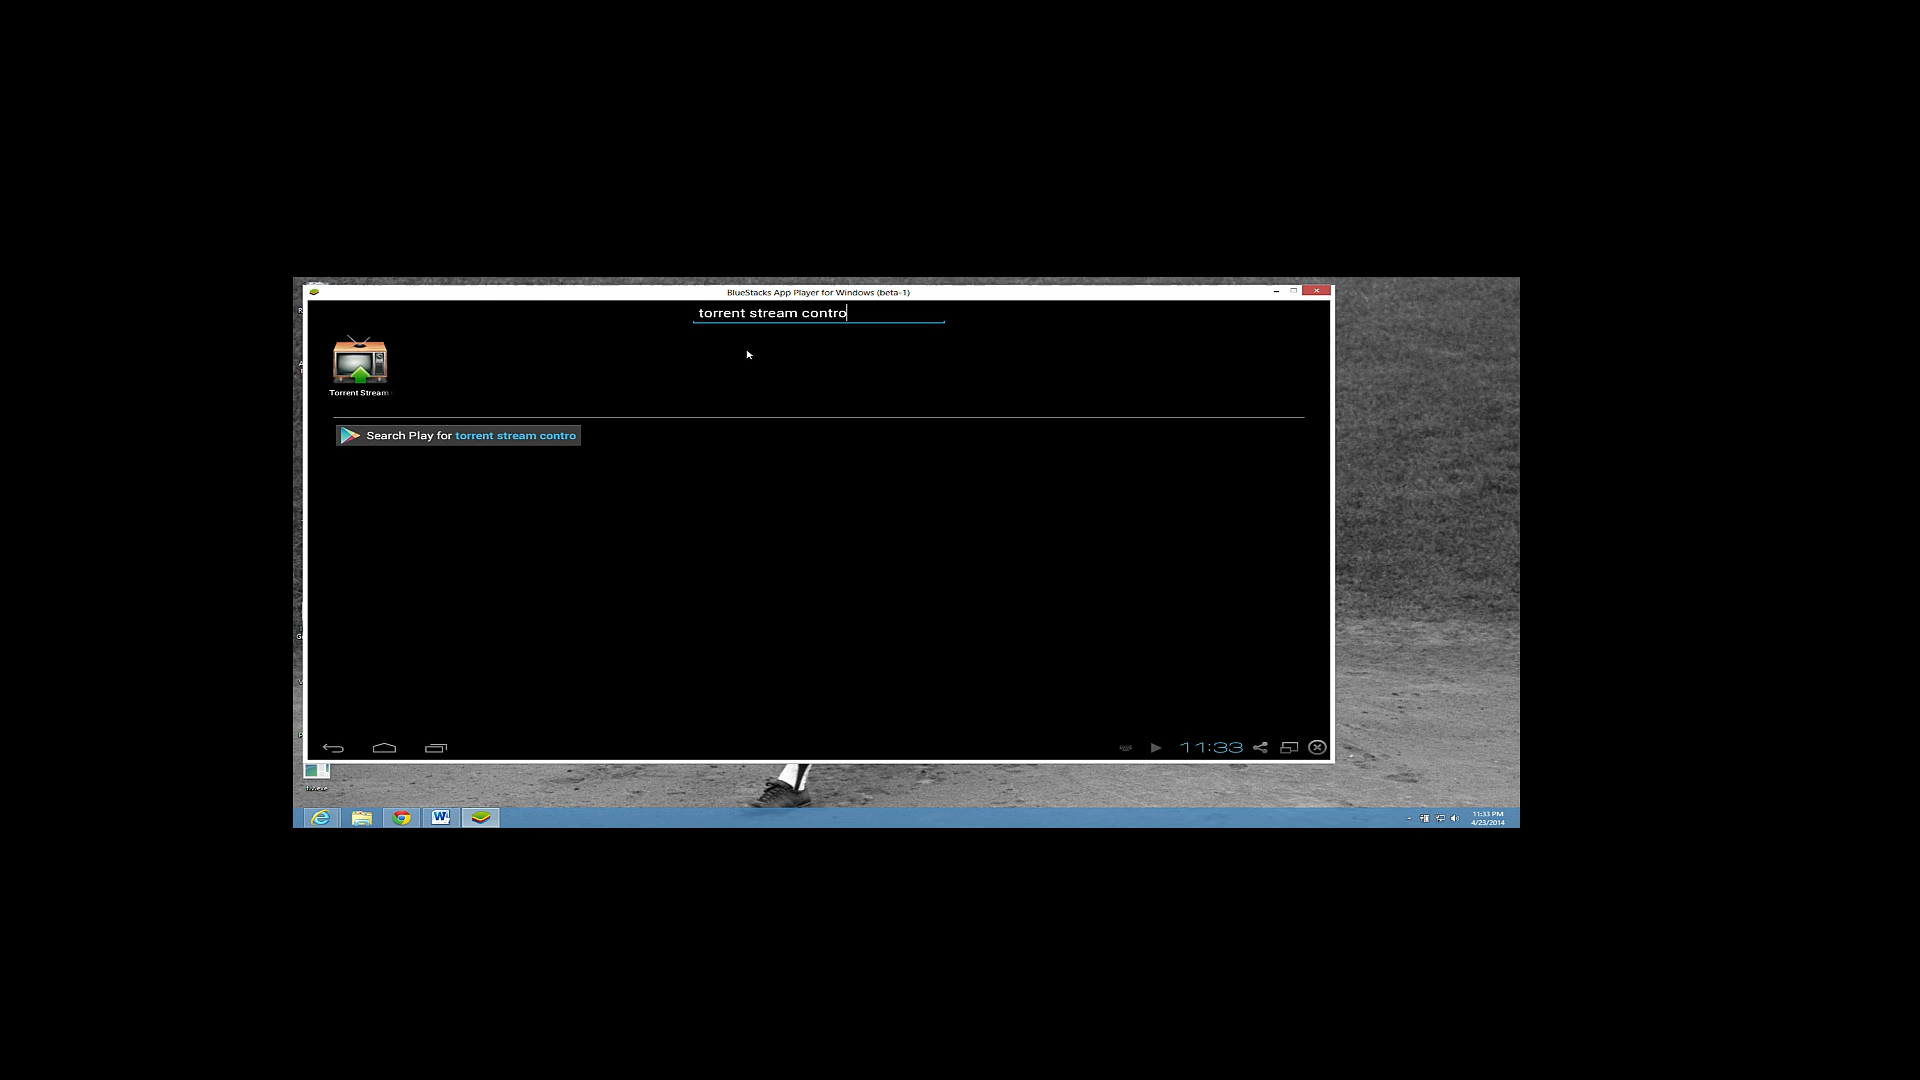 BlueStacks App Player for Windows (beta-1)
torrent stream contro
Torrent Stream
Search Play for torrent stream contro
11:33
11:33 PM
4/23/2014